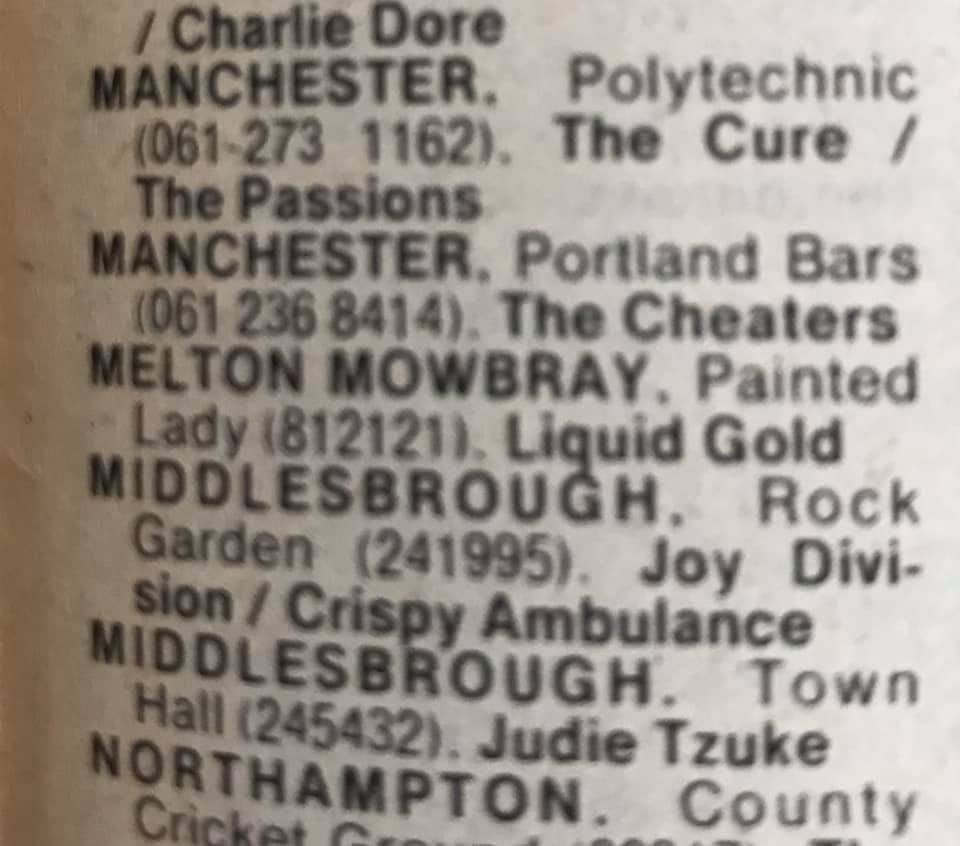 / Charlie Dore
MANCHESTER. Polytechnic
(061-273 1162). The Cure /
The Passions
MANCHESTER. Portland Bars
(061 236 8414). The Cheaters
MELTON MOWBRAY. Painted
Lady (812121). Liquid Gold
MIDDLESBROUGH. Rock
Garden (241995). Joy Divi-
sion / Crispy Ambulance
MIDDLESBROUGH. Town
Hall (245432). Judie Tzuke
NORTHAMPTON. County
Cricket Ground